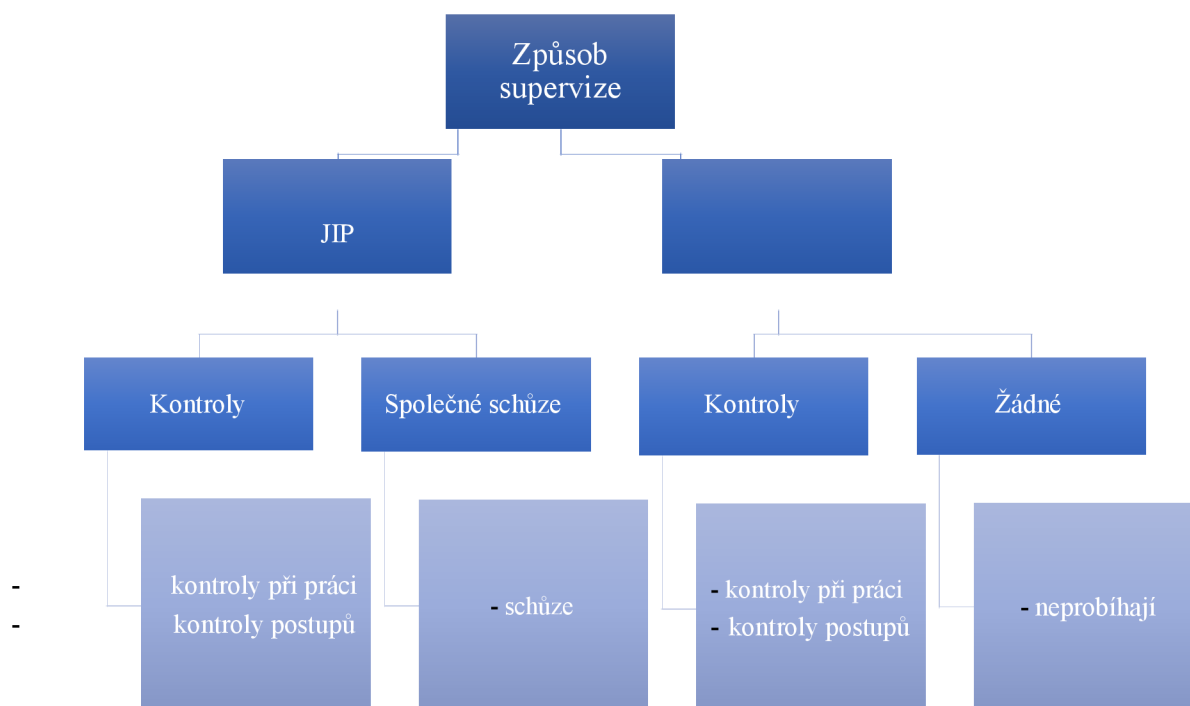 Způsob
supervize
JIP
Kontroly
Společné schůze
Kontroly
Žádné
- kontroly při práci
- kontroly postupů
- schůze
- kontroly při práci
- kontroly postupů
- neprobíhají